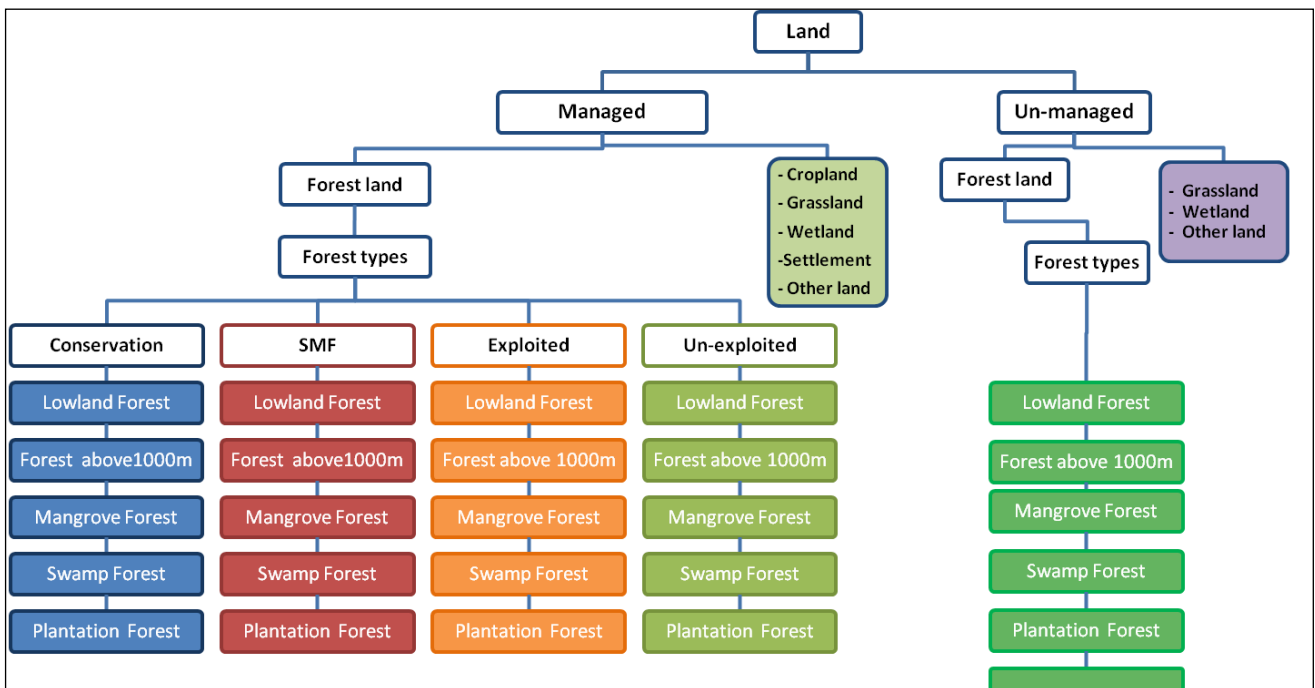 Land
Managed
Un-managed
Forest land
- Cropland
- Grassland
- Wetland
-Settlement
- Other land
Forest land
- Grassland
- Wetland
- Other land
Forest types
Forest types
Conservation
SMF
Exploited
Un-exploited
Lowland Forest
Lowland Forest
Lowland Forest
Lowland Forest
Lowland Forest
Forest above1000m
Forest above1000m
Forest above 1000m
Forest above 1000m
Forest above 1000m
Mangrove Forest
Mangrove Forest
Mangrove Forest
Mangrove Forest
Mangrove Forest
Swamp Forest
Swamp Forest
Swamp Forest
Swamp Forest
Swamp Forest
Plantation Forest
Plantation Forest
Plantation Forest
Plantation Forest
Plantation Forest